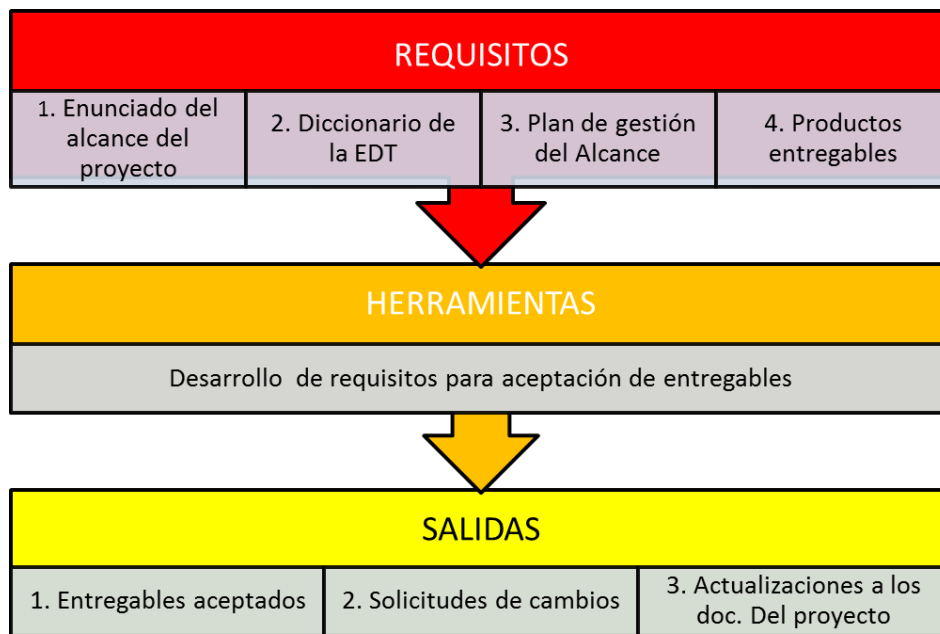 REQUISITOS
1. Enunciado del
alcance del
proyecto
2. Diccionario de
la EDT
3. Plan de gestión
del Alcance
4. Productos
entregables
HERRAMIENTAS
Desarrollo de requisitos para aceptación de entregables
SALIDAS
1. Entregables aceptados
2. Solicitudes de cambios
3. Actualizaciones a los
doc. Del proyecto